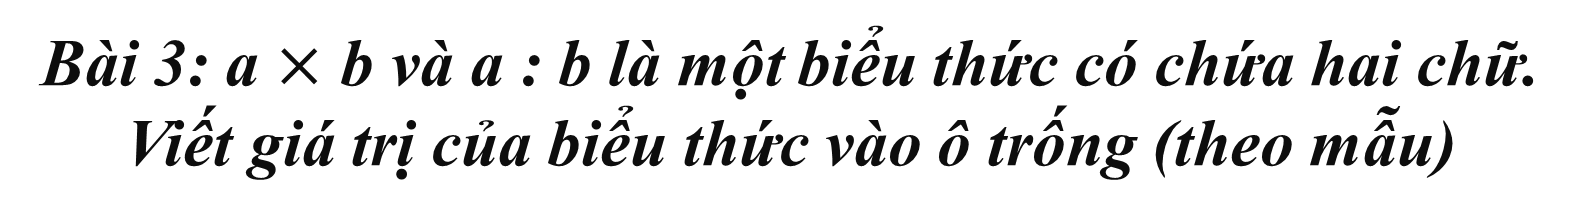 Bài 3: a × b và a : b là một biểu thức có chứa hai chữ.
Viết giá trị của biểu thức vào ô trống (theo mẫu)